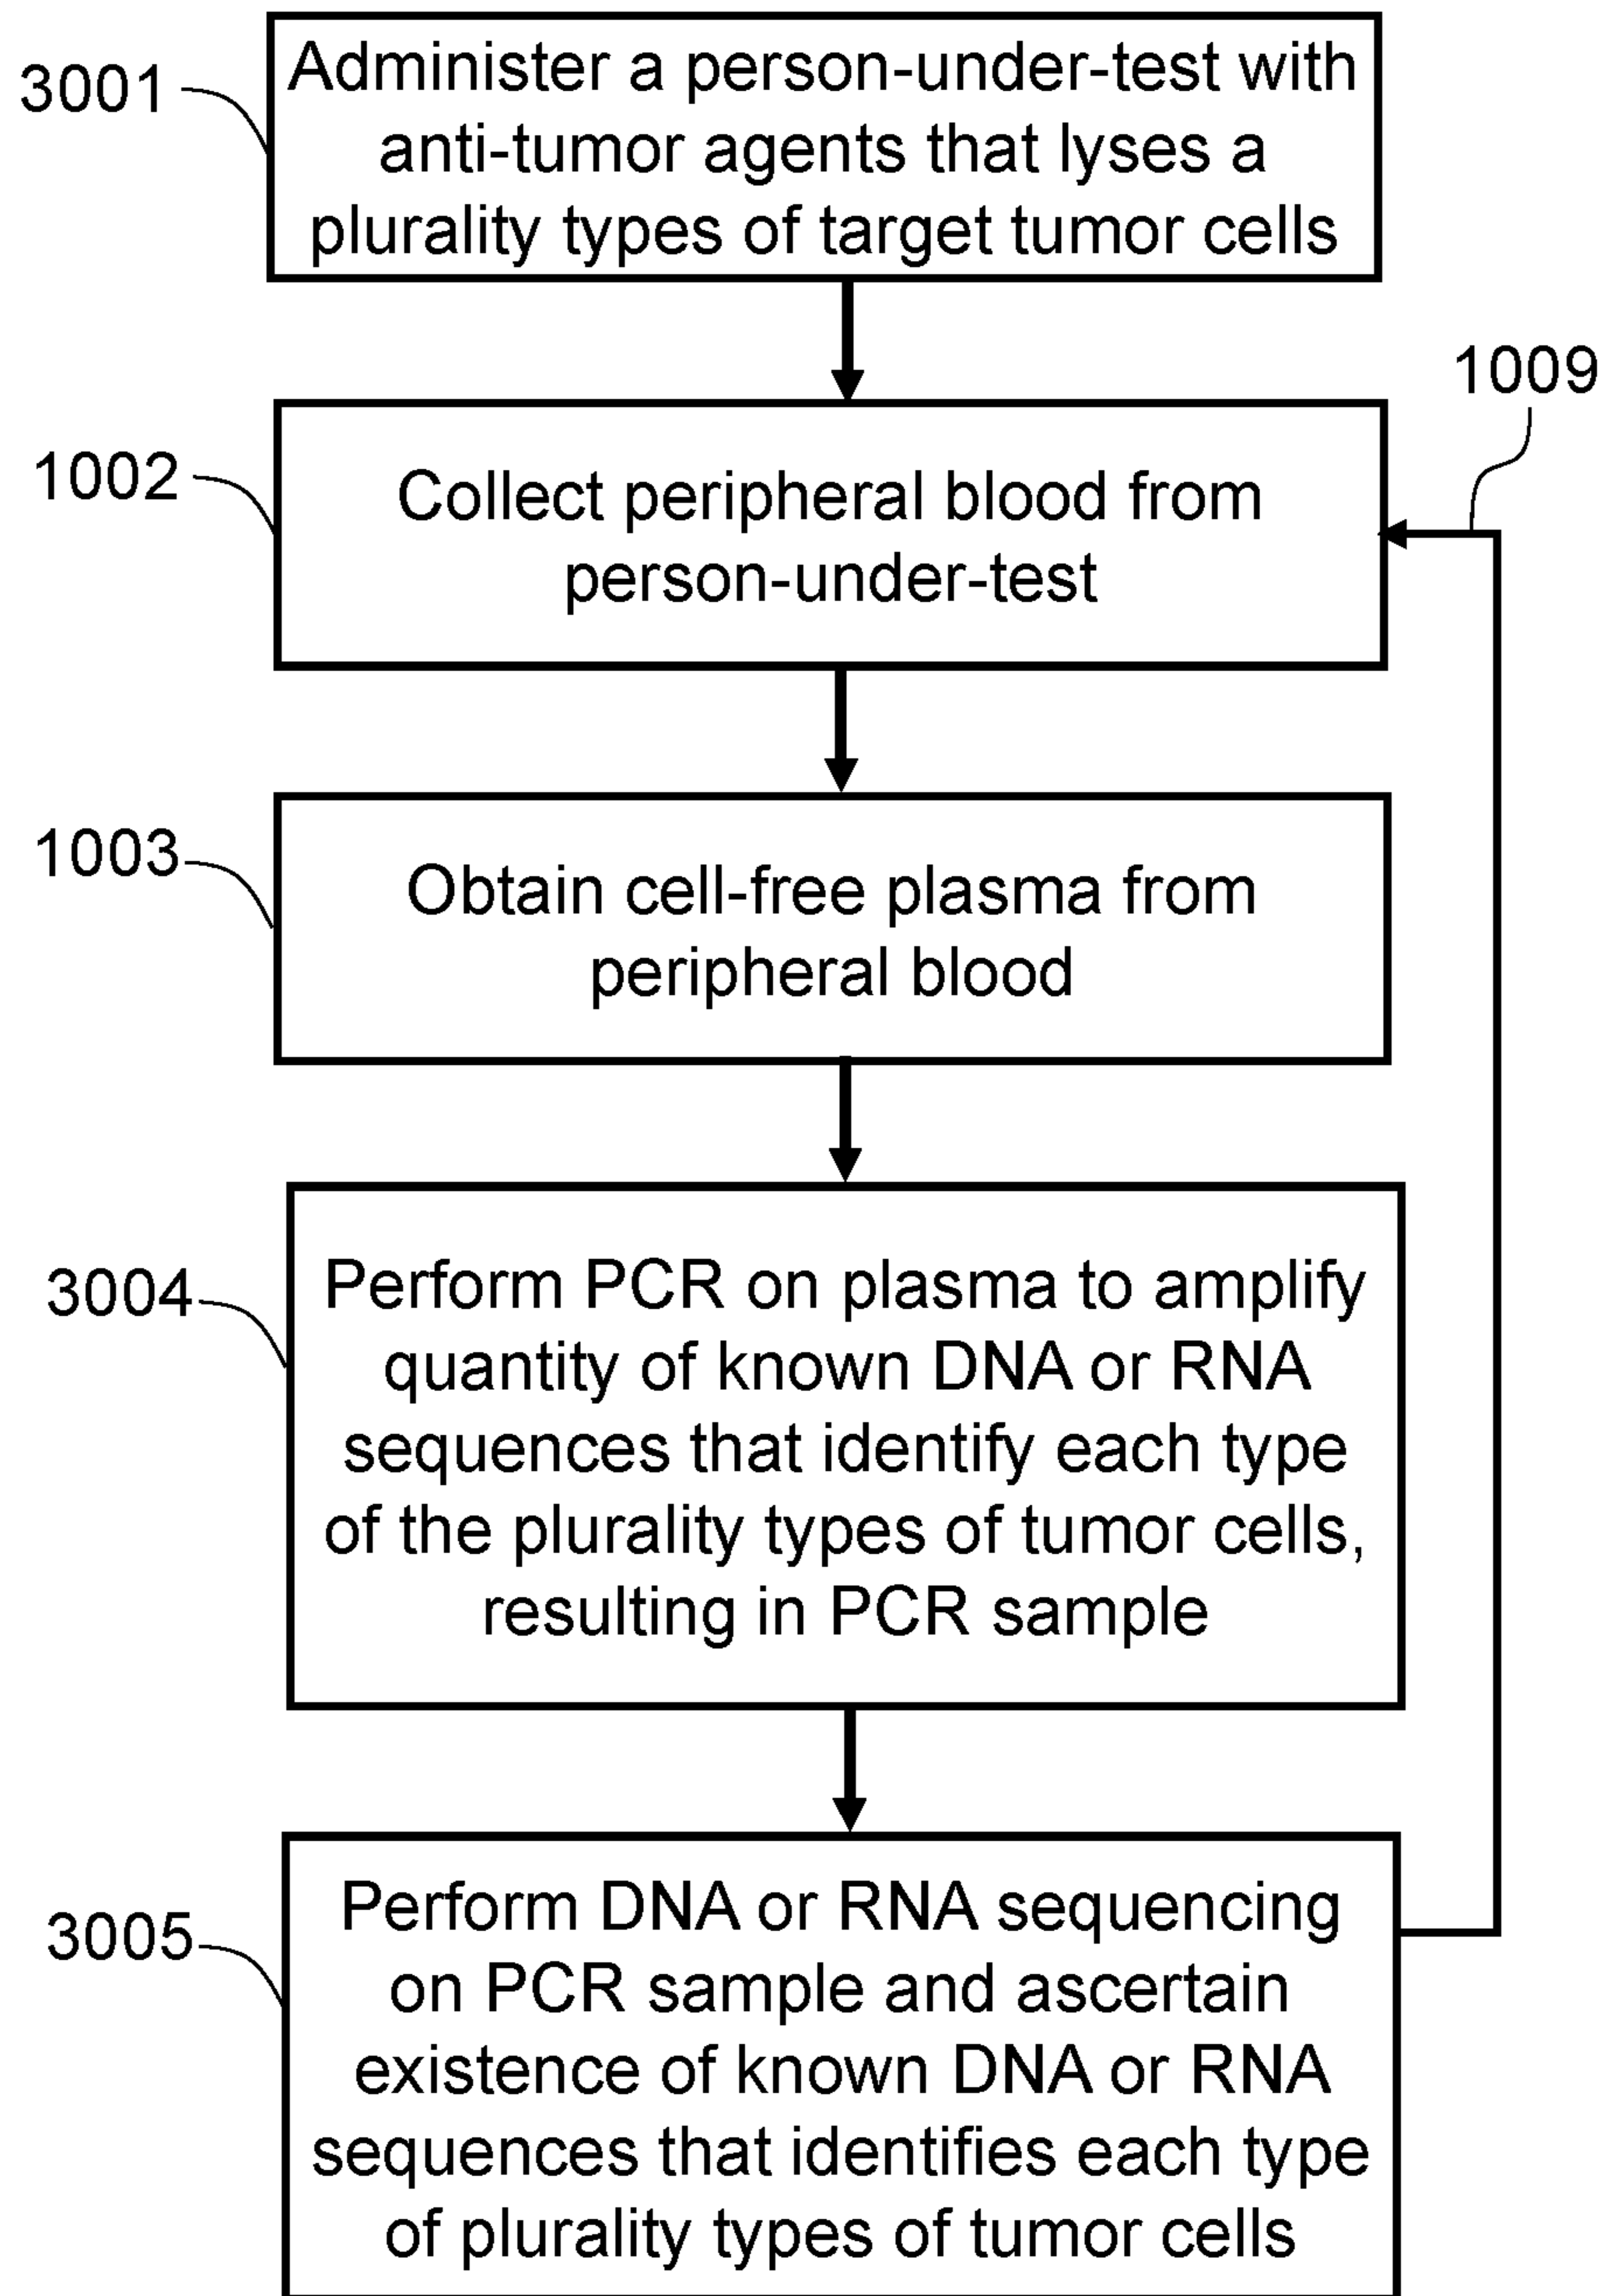 3001
Administer a person-under-test with
anti-tumor agents that lyses a
plurality types of target tumor cells
1009
1002
Collect peripheral blood from
person-under-test
1003
Obtain cell-free plasma from
peripheral blood
3004
Perform PCR on plasma to amplify
quantity of known DNA or RNA
sequences that identify each type
of the plurality types of tumor cells,
resulting in PCR sample
3005
Perform DNA or RNA sequencing
on PCR sample and ascertain
existence of known DNA or RNA
sequences that identifies each type
of plurality types of tumor cells